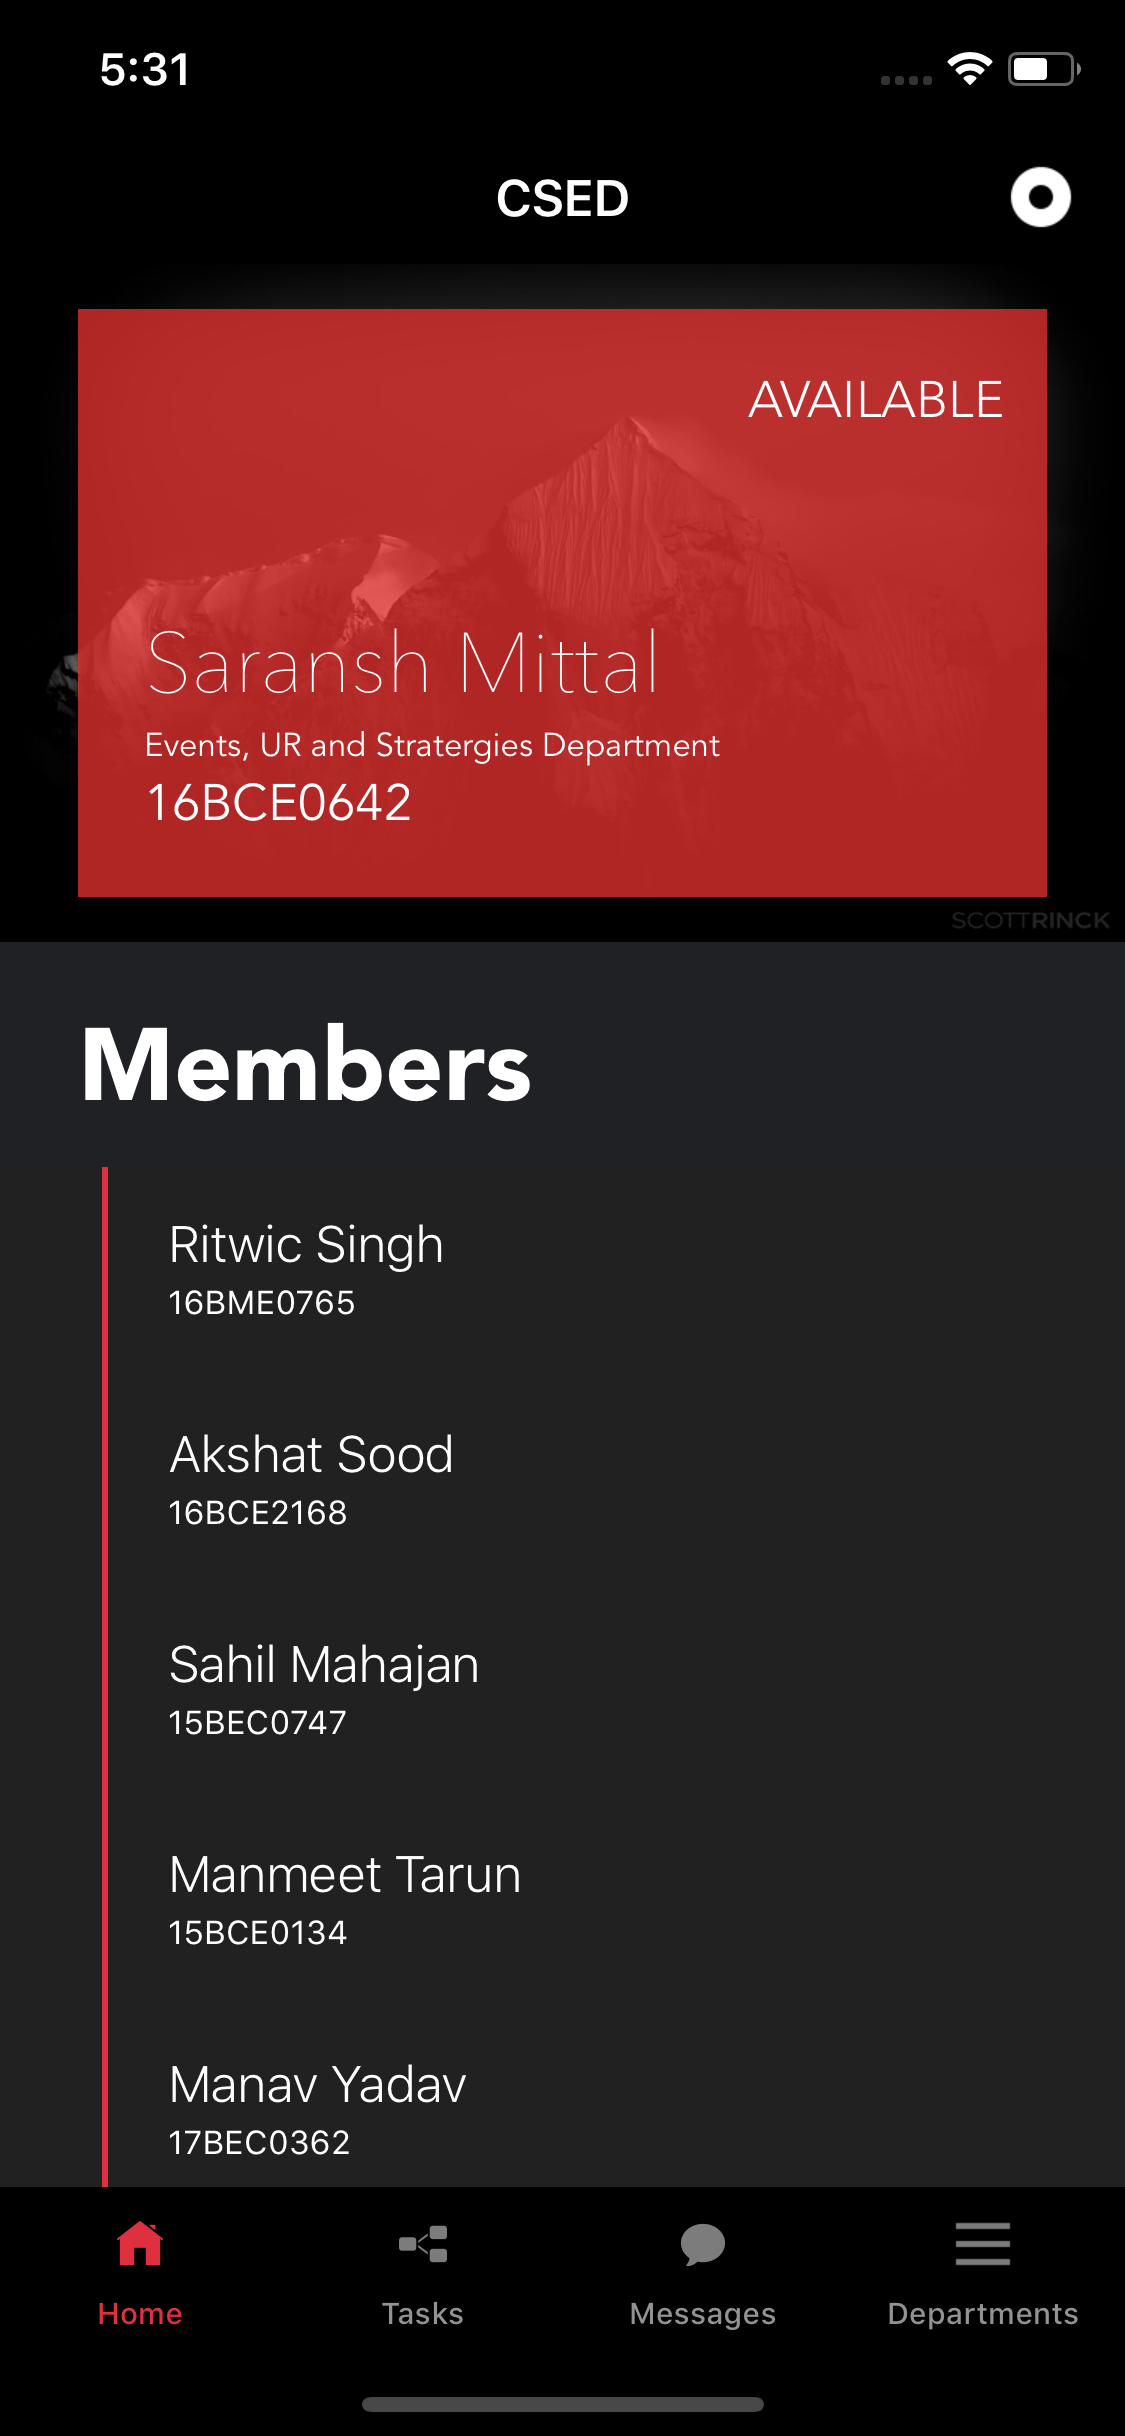 5:31
CSED
AVAILABLE
Saransh Mittal
Events, UR and Stratergies Department
16BCE0642
SCOTTRINCK
Members
Ritwic Singh
16BME0765
Akshat Sood
16BCE2168
Sahil Mahajan
15BEC0747
Manmeet Tarun
15BCE0134
Manav Yadav
17BEC0362
Home
Tasks
Messages
Departments